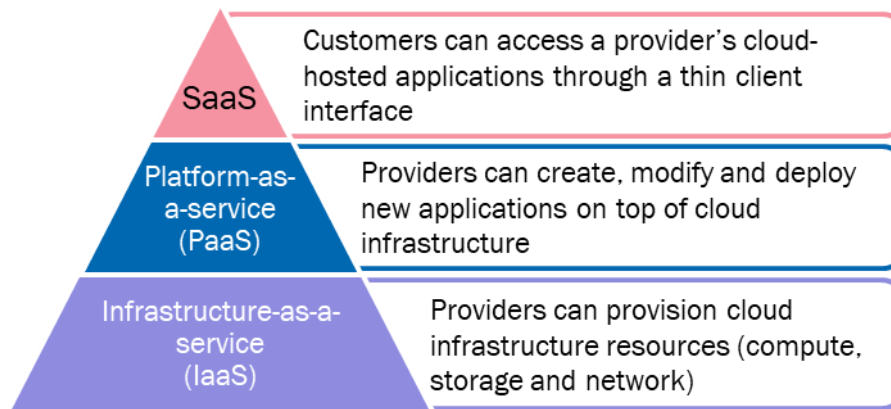 SaaS
Customers can access a provider’s cloud-
hosted applications through a thin client
interface
Platform-as-
a-service
(PaaS)
Providers can create, modify and deploy
new applications on top of cloud
infrastructure
Infrastructure-as-a-
service
(IaaS)
Providers can provision cloud
infrastructure resources (compute,
storage and network)